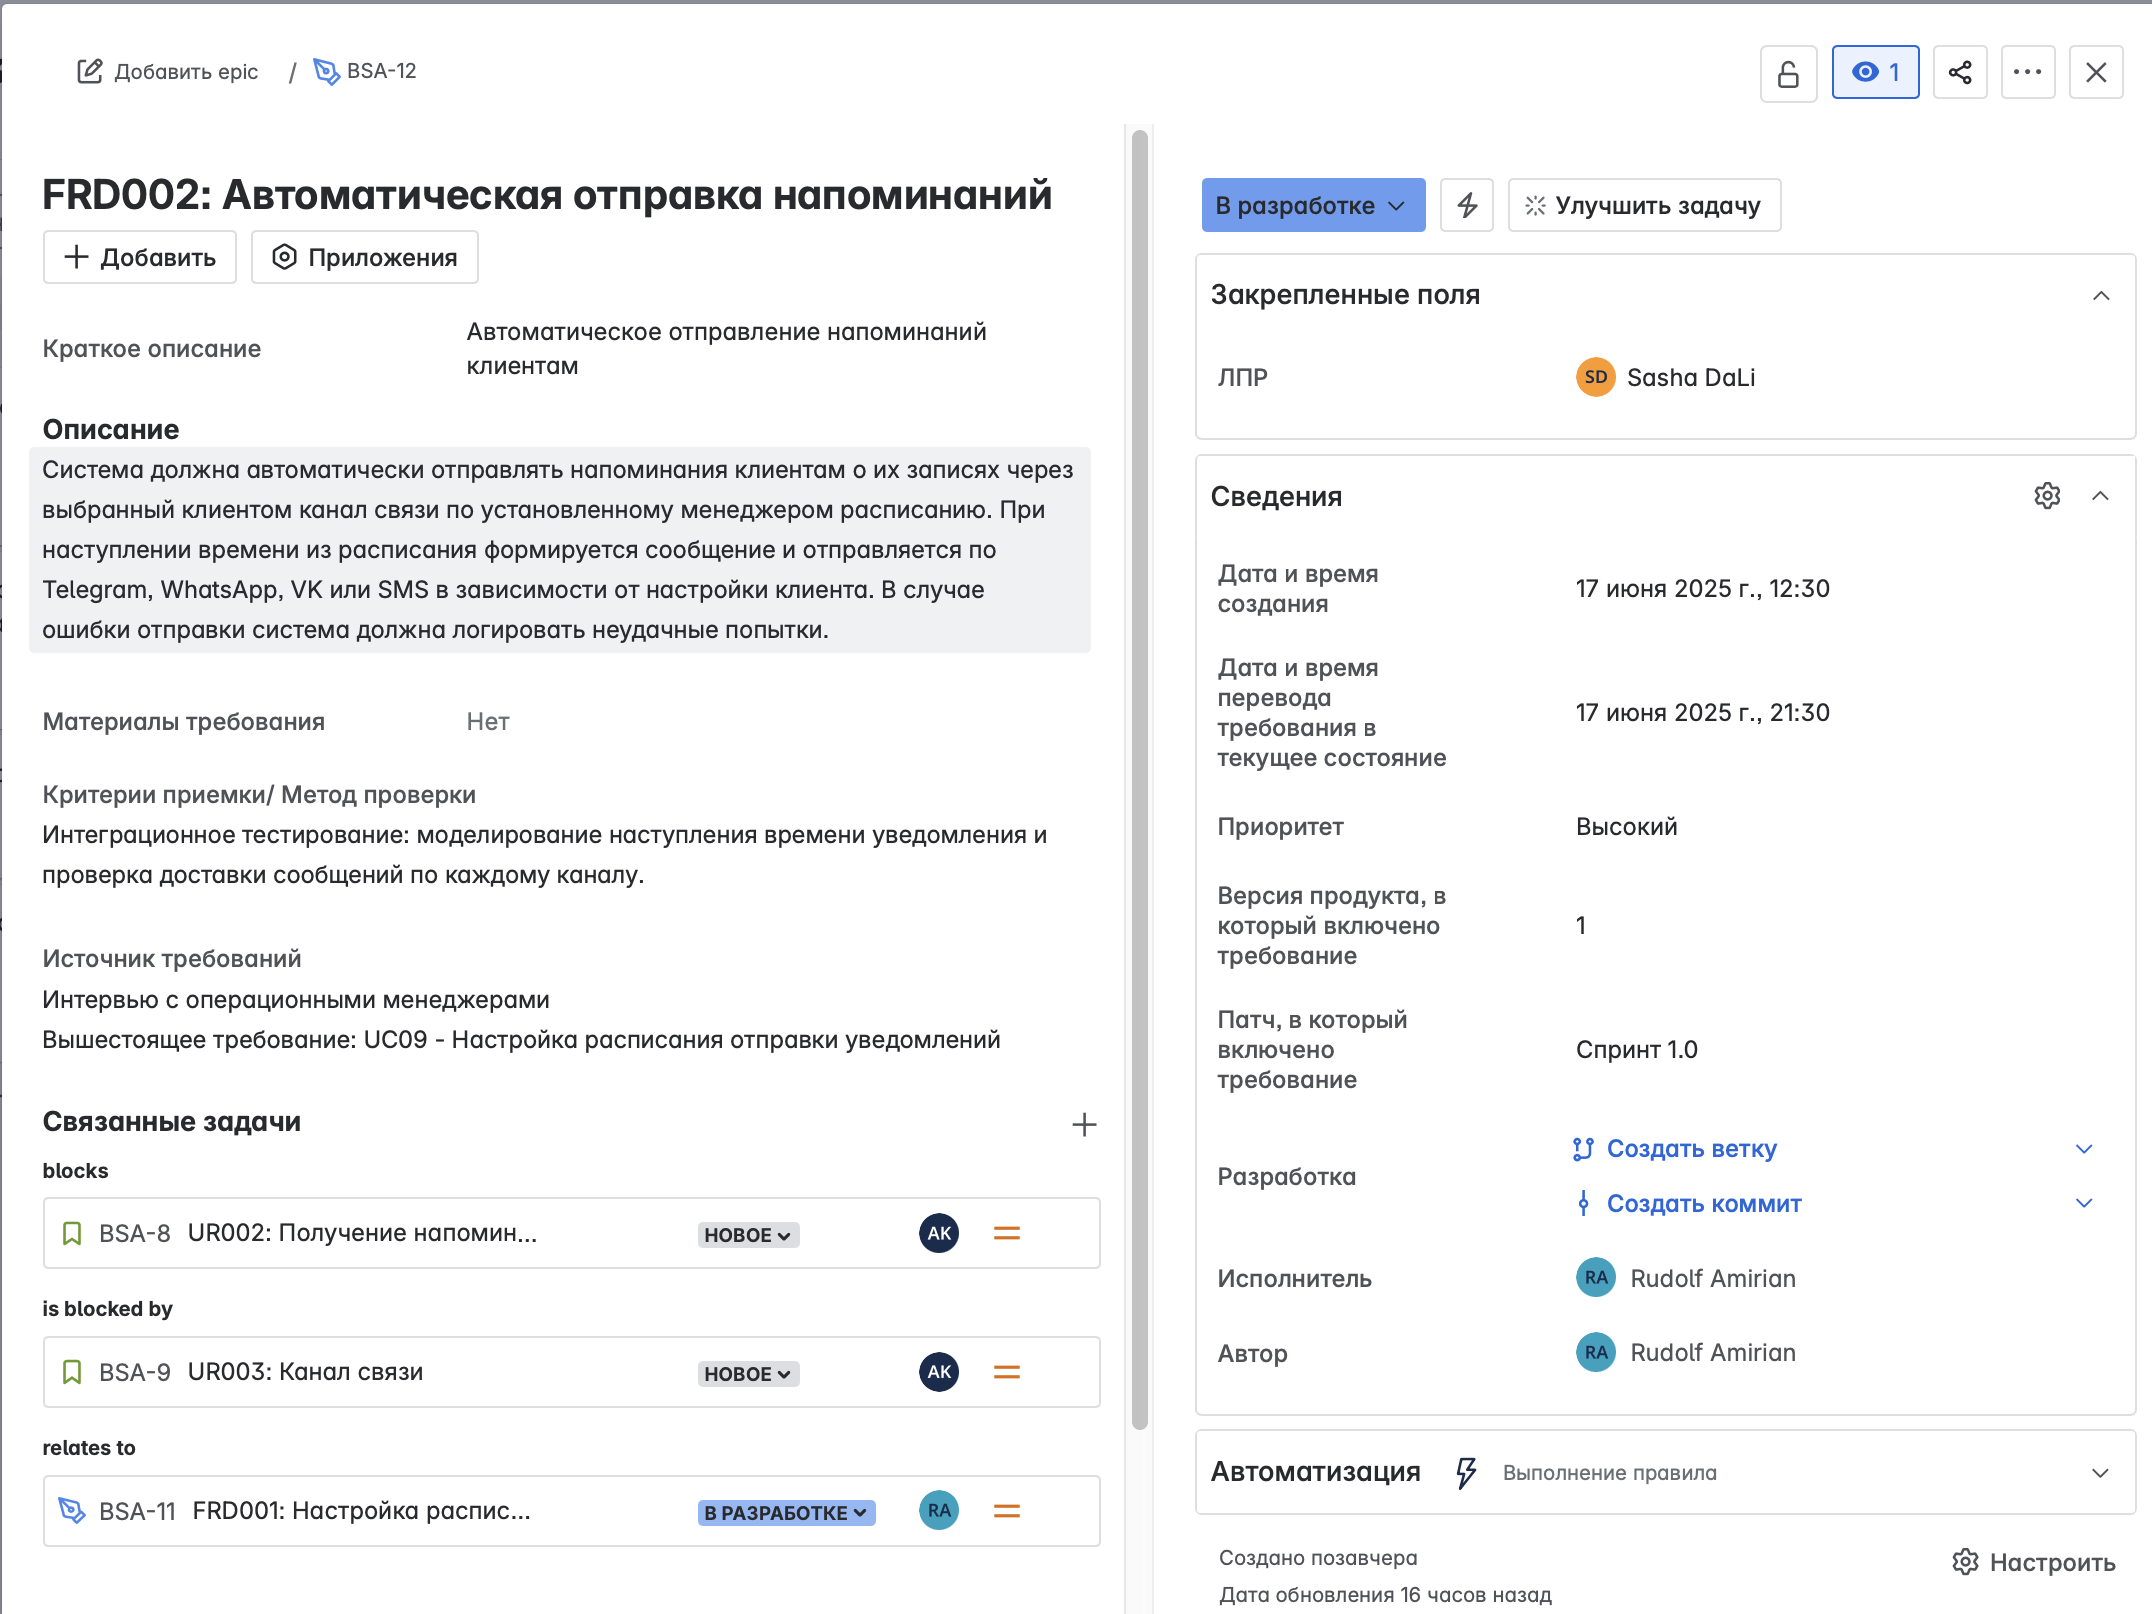 Добавить epic / BSA-12
1
FRD002: Автоматическая отправка напоминаний
Добавить
Приложения
Краткое описание
Автоматическое отправление напоминаний
клиентам
Описание
Система должна автоматически отправлять напоминания клиентам о их записях через
выбранный клиентом канал связи по установленному менеджером расписанию. При
наступлении времени из расписания формируется сообщение и отправляется по
Telegram, WhatsApp, VK или SMS в зависимости от настройки клиента. В случае
ошибки отправки система должна логировать неудачные попытки.
Материалы требования
Нет
Критерии приемки/ Метод проверки
Интеграционное тестирование: моделирование наступления времени уведомления и
проверка доставки сообщений по каждому каналу.
Источник требований
Интервью с операционными менеджерами
Вышестоящее требование: UC09 - Настройка расписания отправки уведомлений
Связанные задачи
blocks
BSA-8 UR002: Получение напомин... НОВОЕ AK
is blocked by
BSA-9 UR003: Канал связи НОВОЕ AK
relates to
BSA-11 FRD001: Настройка распис... В РАЗРАБОТКЕ RA
В разработке
Улучшить задачу
Закрепленные поля
ЛПР
SD Sasha DaLi
Сведения
Дата и время
создания
17 июня 2025 г., 12:30
Дата и время
перевода
требования в
текущее состояние
17 июня 2025 г., 21:30
Приоритет
Высокий
Версия продукта, в
который включено
требование
1
Патч, в который
включено
требование
Спринт 1.0
Разработка
Создать ветку
Создать коммит
Исполнитель
RA Rudolf Amirian
Автор
RA Rudolf Amirian
Автоматизация
Выполнение правила
Создано позавчера
Дата обновления 16 часов назад
Настроить